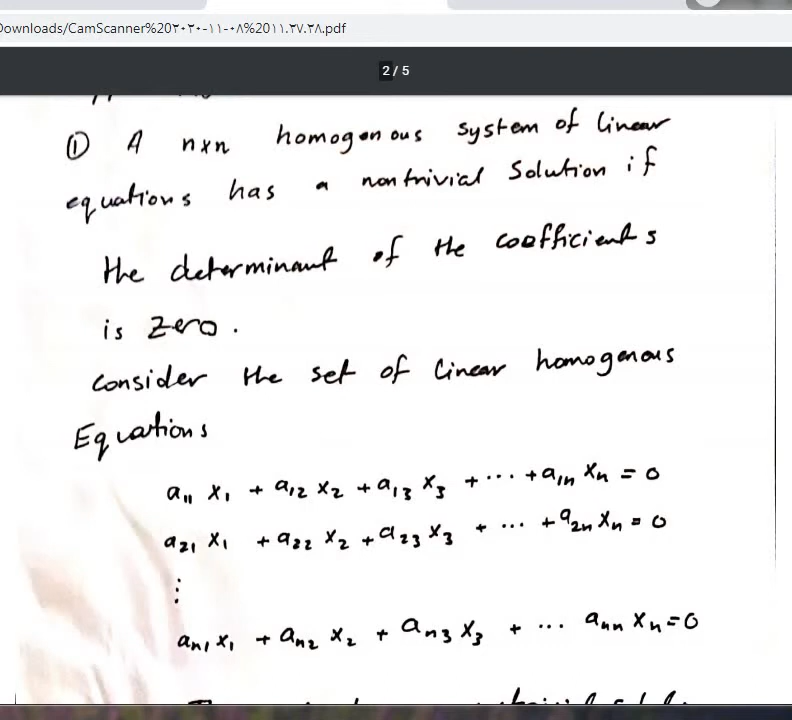 Downloads/CamScanner%20٢٠٢٠-١١-٠٨%20١١.٢٧.٢٨.pdf
2 / 5
① A nxn homogenous system of linear
equations has a nontrivial Solution if
the determinant of the coefficients
is zero.
Consider the set of linear homogenous
Equations
a₁₁ x₁ + a₁₂ x₂ + a₁₃ x₃ + ... + a₁ₙ xₙ = 0
a₂₁ x₁ + a₂₂ x₂ + a₂₃ x₃ + ... + a₂ₙ xₙ = 0
⋮
aₙ₁ x₁ + aₙ₂ x₂ + aₙ₃ x₃ + ... aₙₙ xₙ = 0